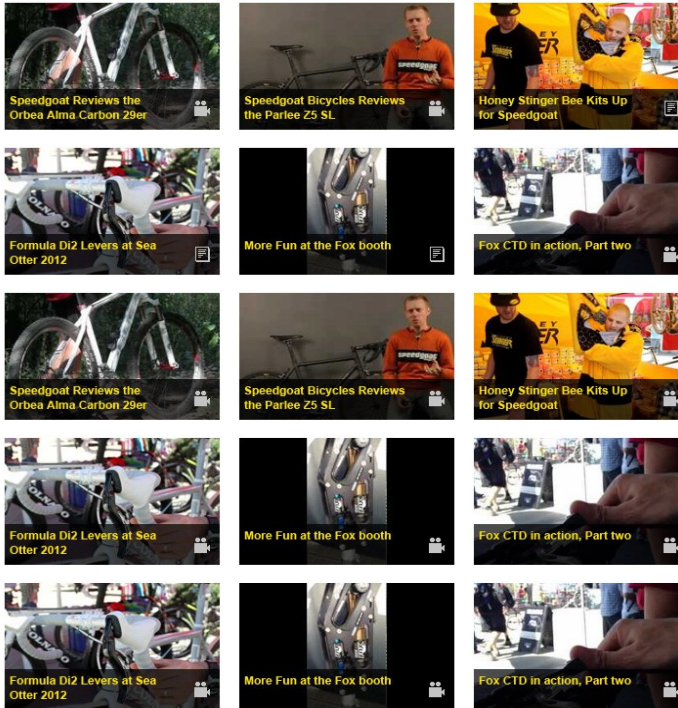 Speedgoat Reviews the
Orbea Alma Carbon 29er
speedgoat
Speedgoat Bicycles Reviews
the Parlee Z5 SL
Honey Stinger Bee Kits Up
for Speedgoat
Formula Di2 Levers at Sea
Otter 2012
More Fun at the Fox booth
Fox CTD in action, Part two
Speedgoat Reviews the
Orbea Alma Carbon 29er
speedgoat
Speedgoat Bicycles Reviews
the Parlee Z5 SL
Honey Stinger Bee Kits Up
for Speedgoat
Formula Di2 Levers at Sea
Otter 2012
More Fun at the Fox booth
Fox CTD in action, Part two
Formula Di2 Levers at Sea
Otter 2012
More Fun at the Fox booth
Fox CTD in action, Part two